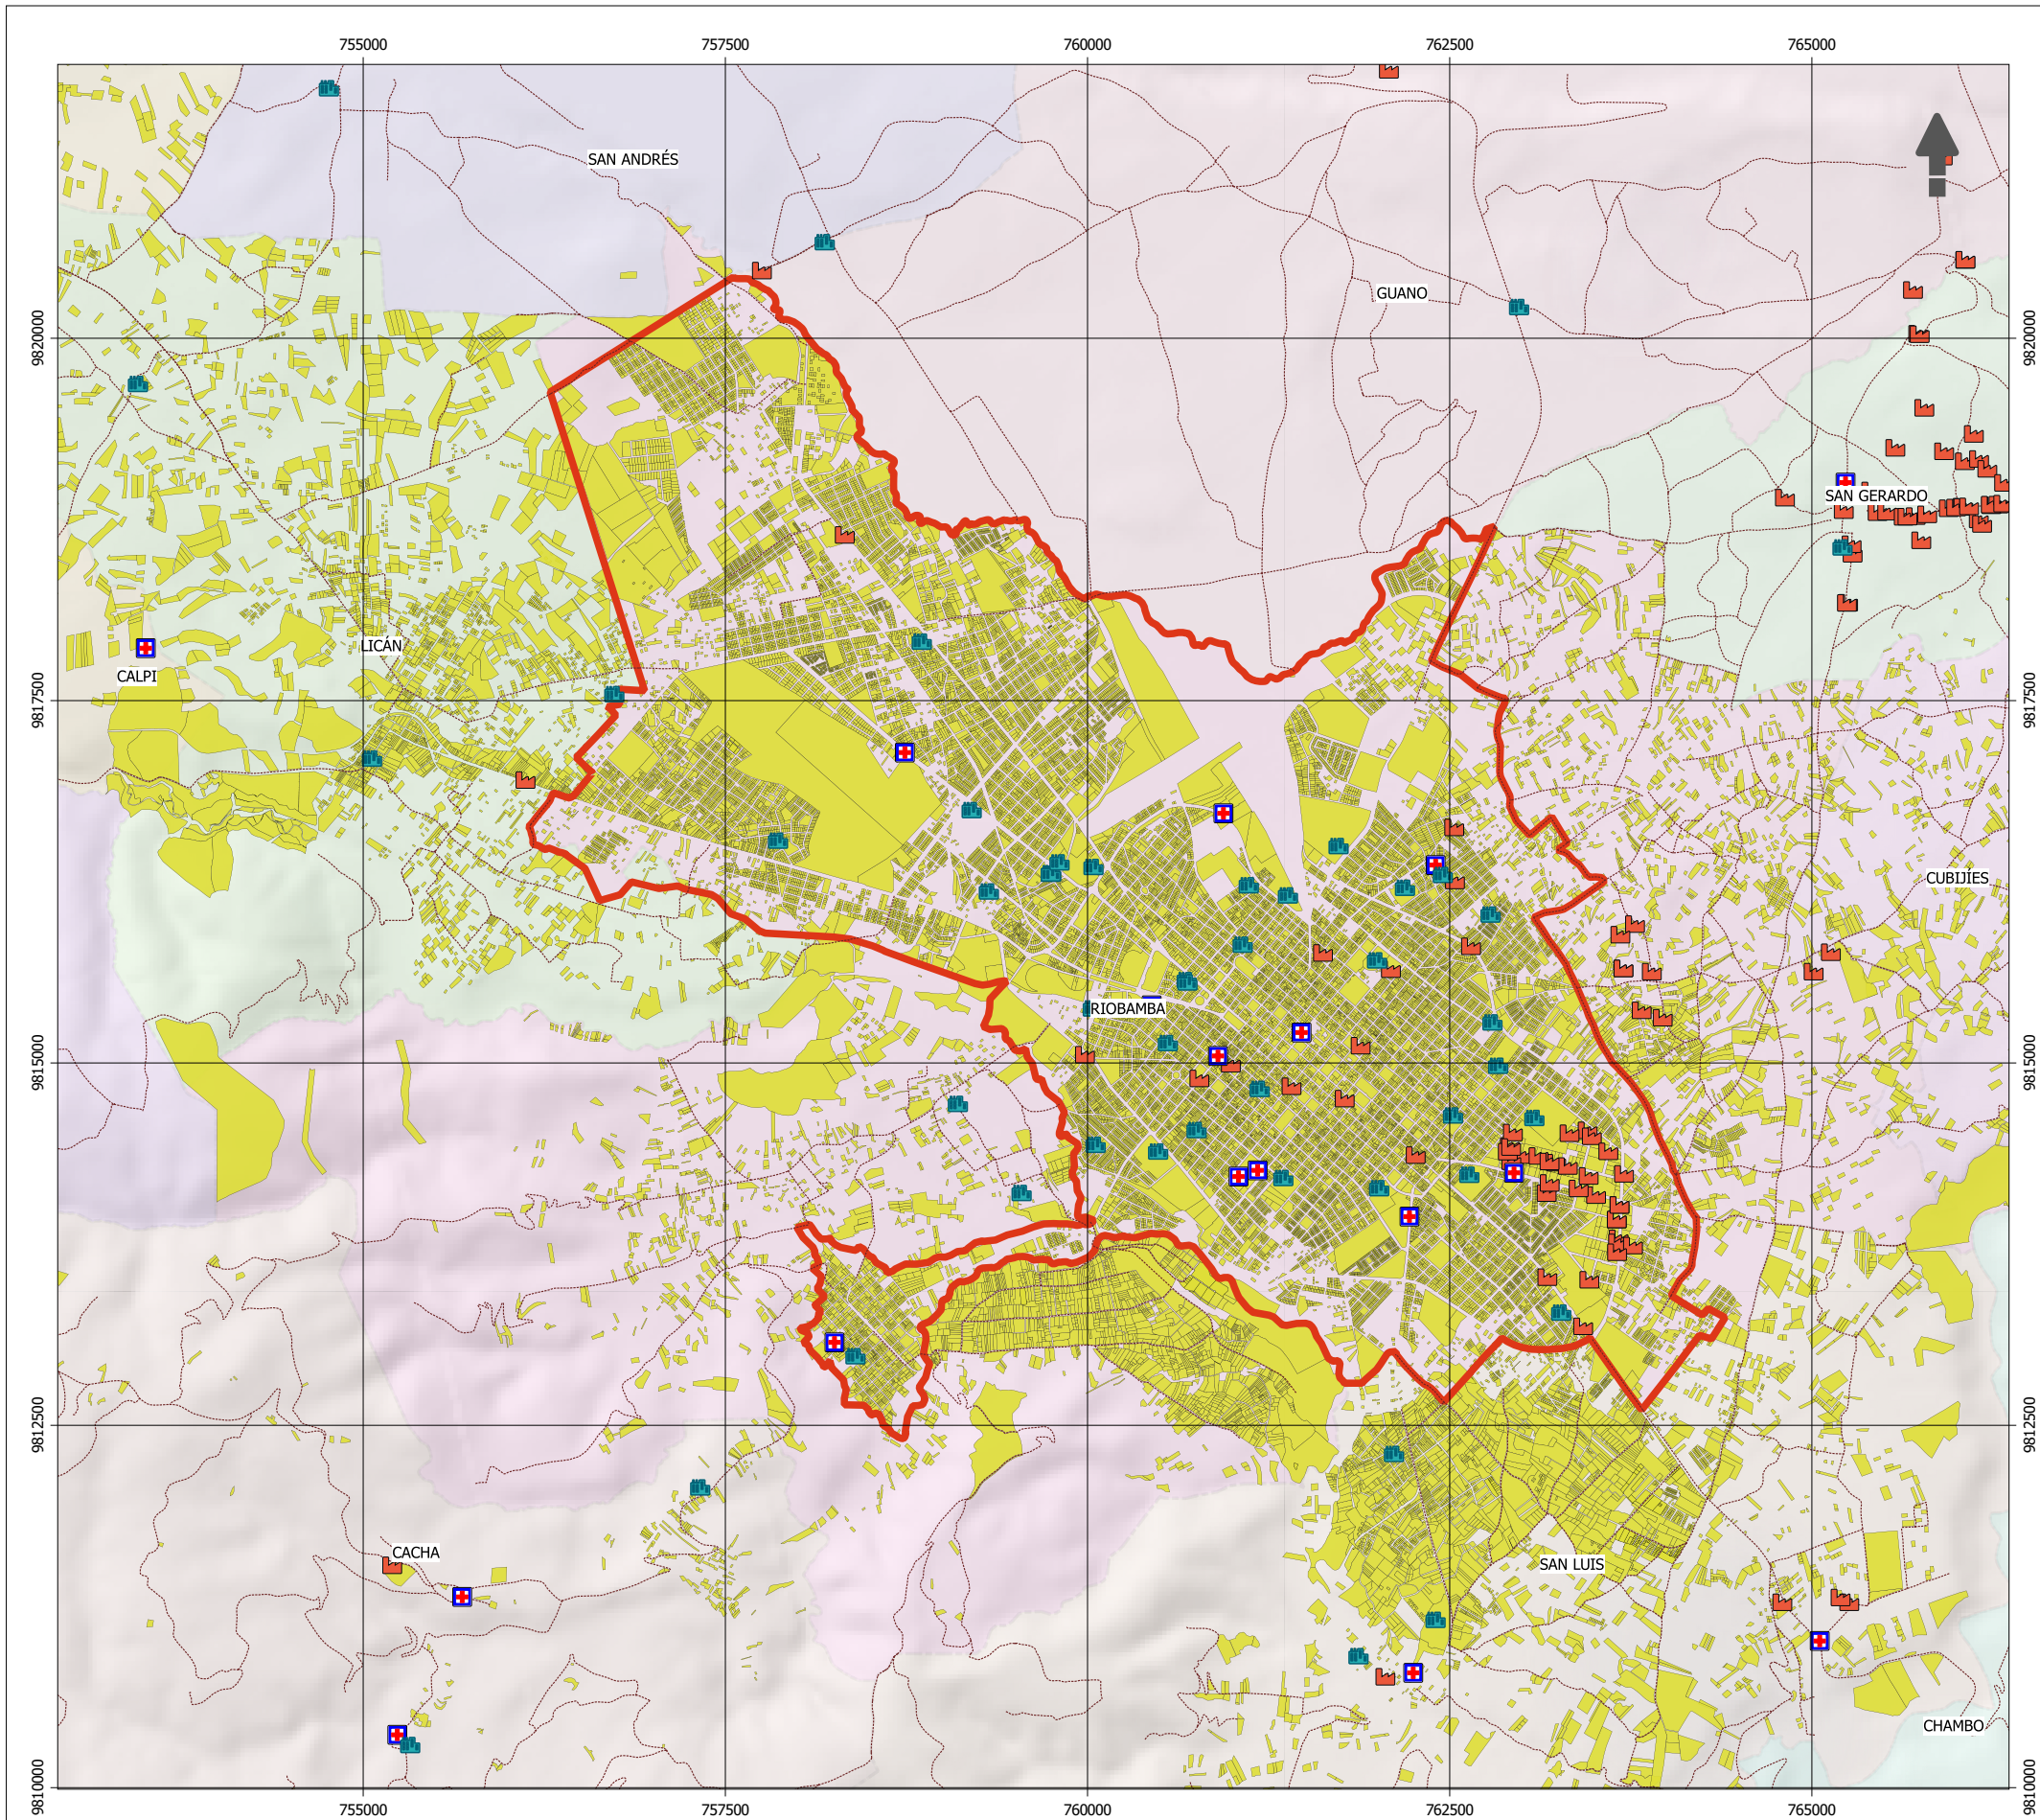 755000 757500 760000 762500 765000
SAN ANDRÉS
GUANO
9820000 9820000
SAN GERARDO
LICÁN
CALPI
9817500 9817500
CUBIJÍES
RIOBAMBA
9815000 9815000
9812500 9812500
CACHA
SAN LUIS
CHAMBO
9810000 9810000
755000 757500 760000 762500 765000